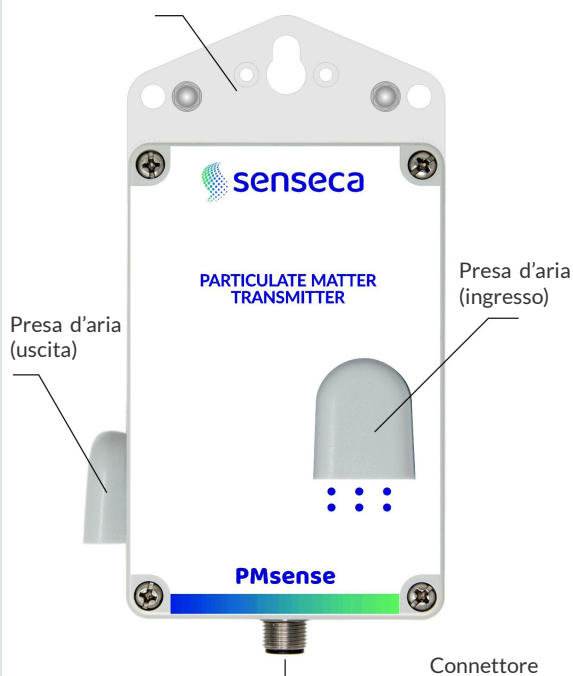 senseca
PARTICULATE MATTER
TRANSMITTER
Presa d'aria
(ingresso)
Presa d'aria
(uscita)
PMsense
Connettore